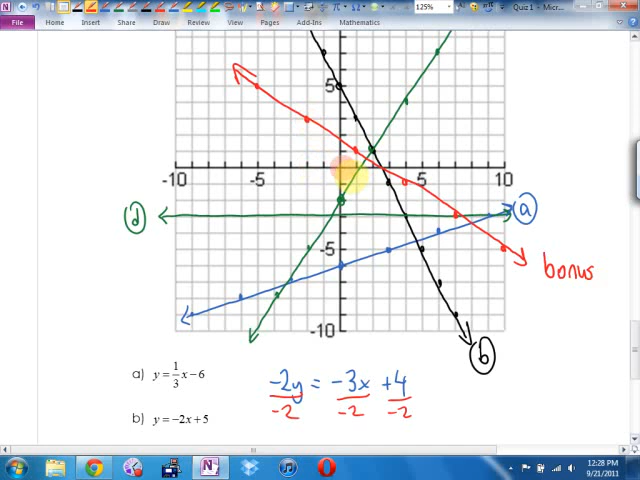 125%
Quiz 1 - Micr...
File
Home
Insert
Share
Draw
Review
View
Pages
Add-Ins
Mathematics
5
-10
-5
5
10
-5
-10
d
a
bonus
b
a) y = 1/3 x - 6
-2y = -3x + 4
-2 -2 -2
b) y = -2x + 5
12:28 PM
9/21/2011